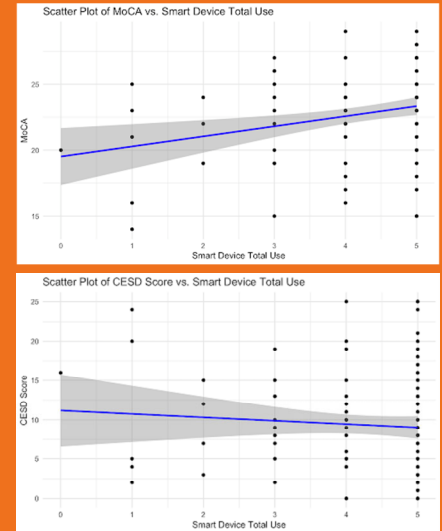 Scatter Plot of MoCA vs. Smart Device Total Use
25
20
15
MoCA
0 1 2 3 4 5
Smart Device Total Use
Scatter Plot of CESD Score vs. Smart Device Total Use
25
20
15
10
5
0
CESD Score
0 1 2 3 4 5
Smart Device Total Use